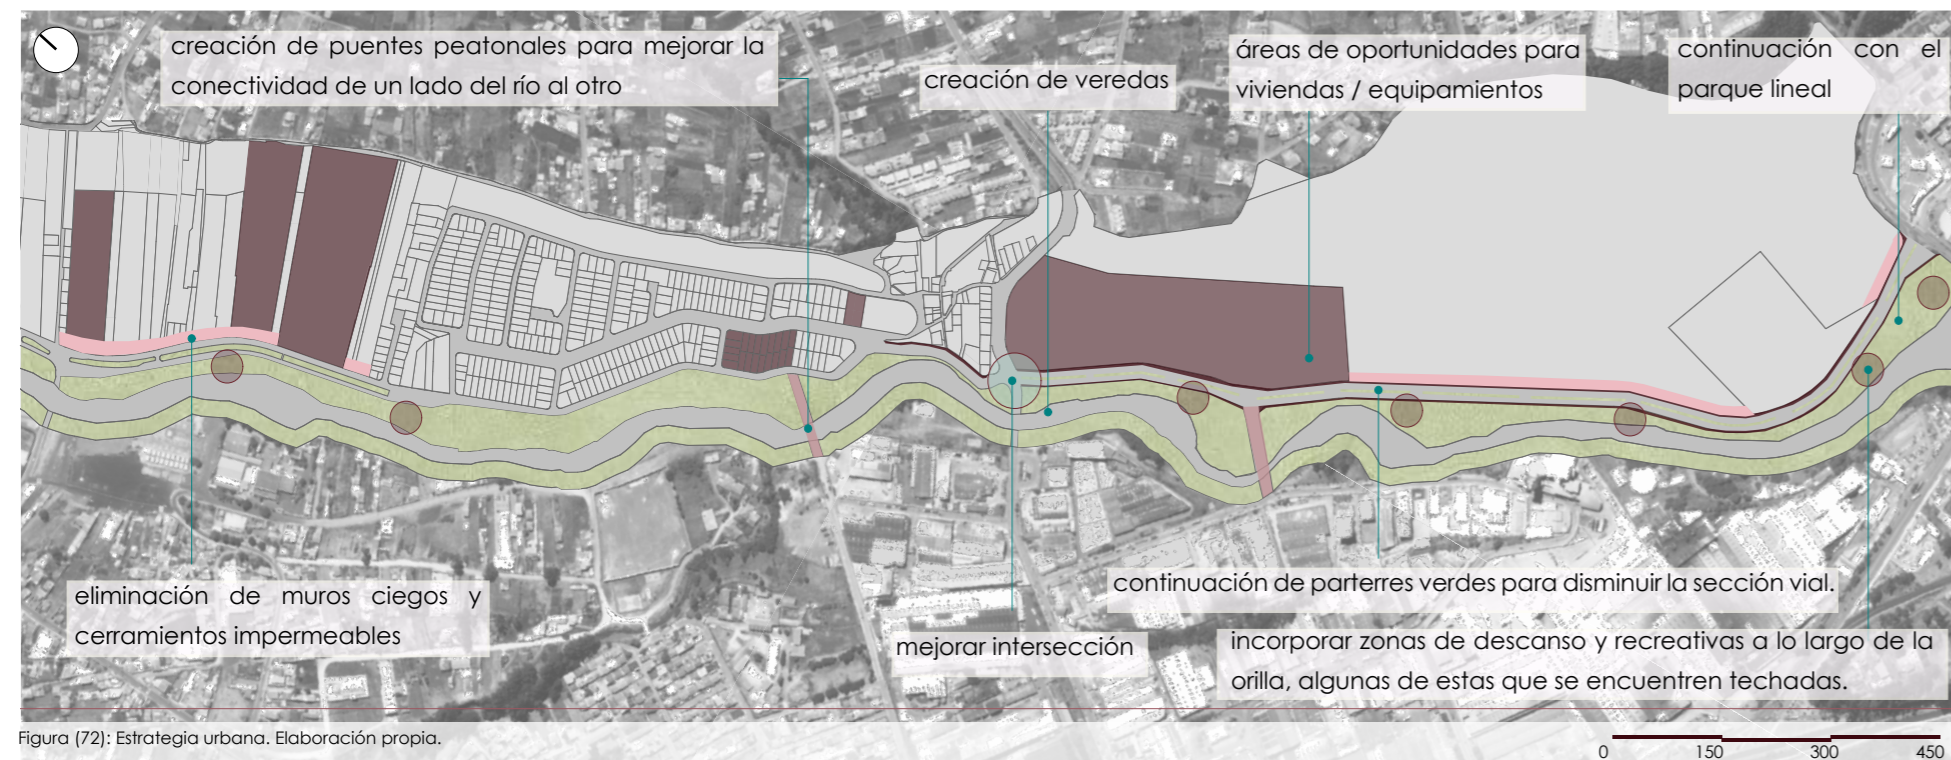 creación de puentes peatonales para mejorar la
conectividad de un lado del río al otro
creación de veredas
áreas de oportunidades para
viviendas / equipamientos
continuación con el
parque lineal
eliminación de muros ciegos y
cerramientos impermeables
mejorar intersección
continuación de parterres verdes para disminuir la sección vial.
incorporar zonas de descanso y recreativas a lo largo de la
orilla, algunas de estas que se encuentren techadas.
Figura (72): Estrategia urbana. Elaboración propia.
0 150 300 450